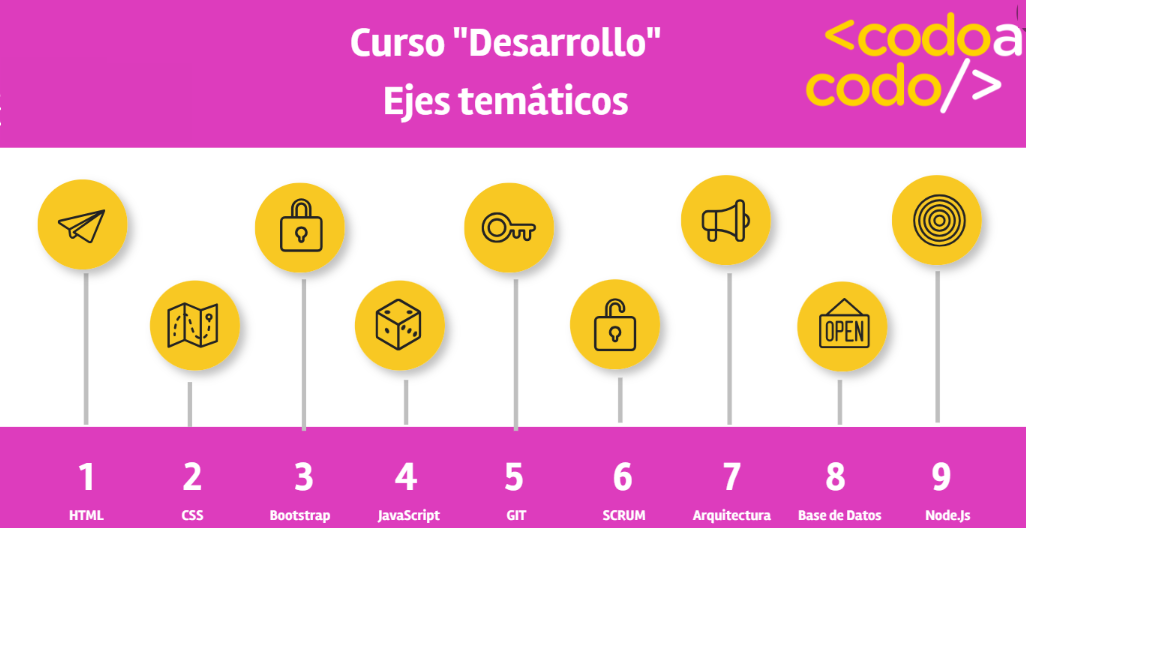 Curso "Desarrollo"
Ejes temáticos
<codoa
codo/>
OPEN
1
2
3
4
5
6
7
8
9
HTML
CSS
Bootstrap
JavaScript
GIT
SCRUM
Arquitectura
Base de Datos
Node.Js